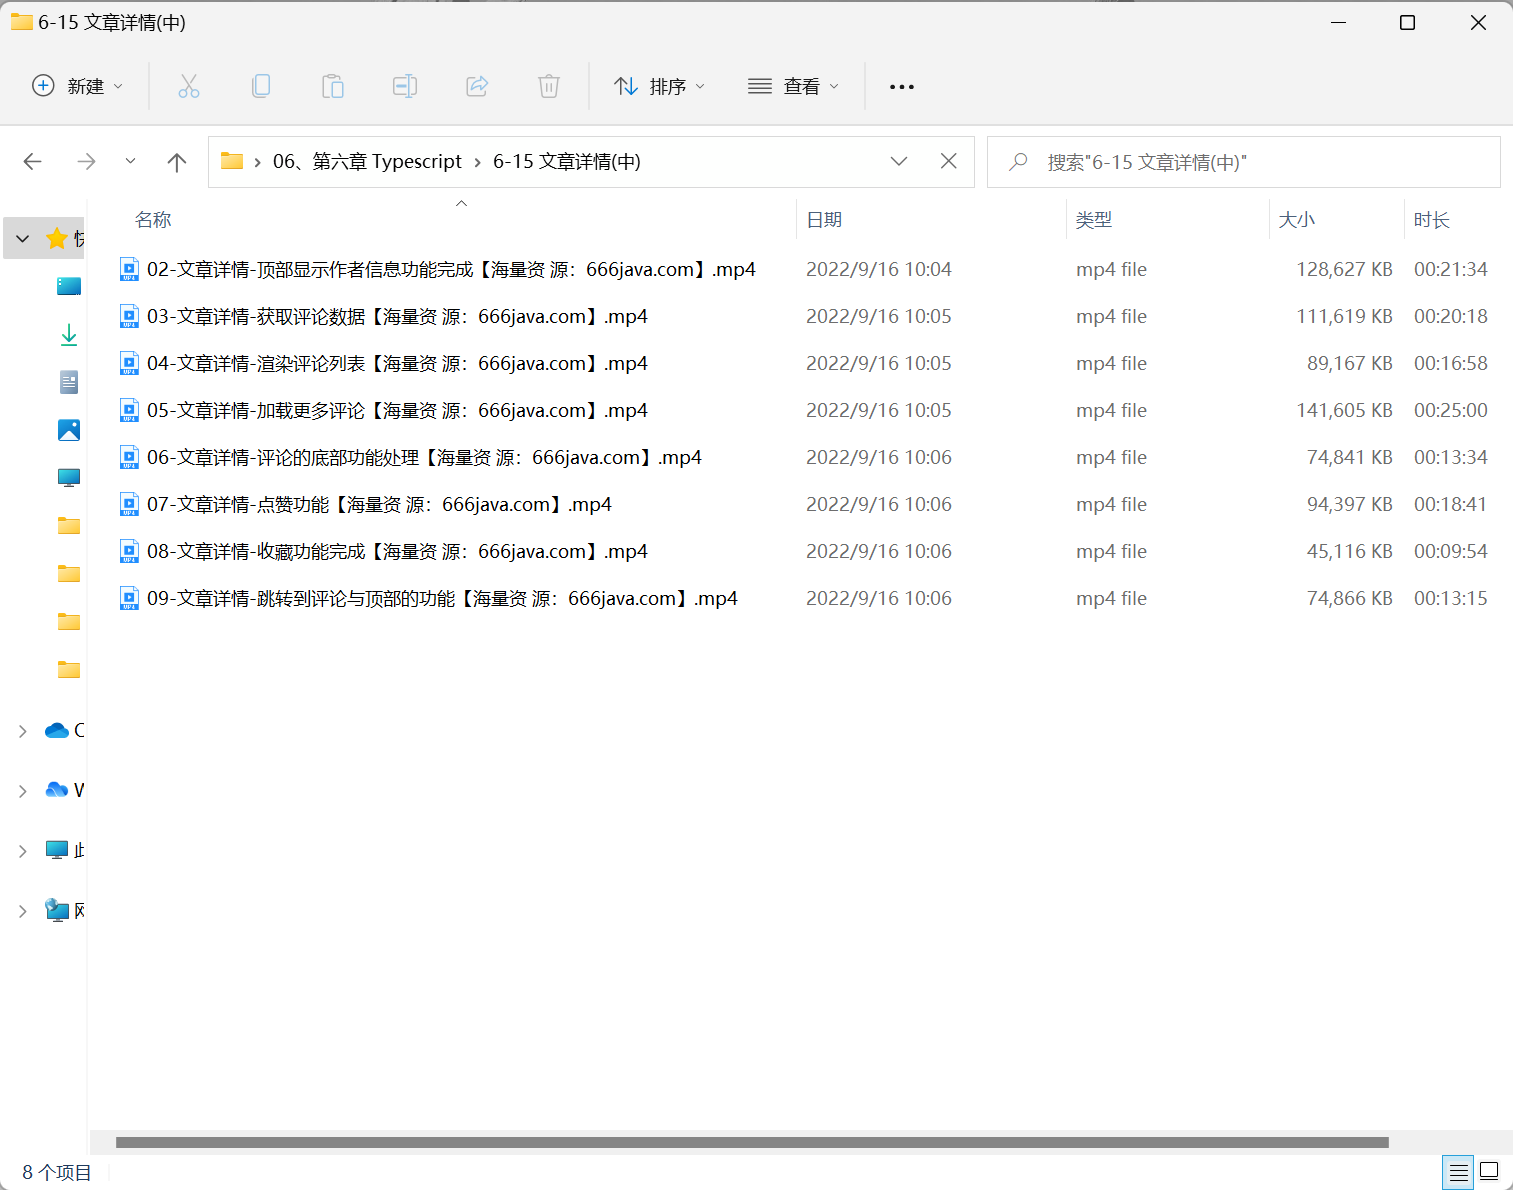 6-15 文章详情(中)
新建
排序
查看
06、第六章 Typescript
6-15 文章详情(中)
搜索"6-15 文章详情(中)"
名称
日期
类型
大小
时长
02-文章详情-顶部显示作者信息功能完成【海量资 源：666java.com】.mp4 2022/9/16 10:04 mp4 file 128,627 KB 00:21:34
03-文章详情-获取评论数据【海量资 源：666java.com】.mp4 2022/9/16 10:05 mp4 file 111,619 KB 00:20:18
04-文章详情-渲染评论列表【海量资 源：666java.com】.mp4 2022/9/16 10:05 mp4 file 89,167 KB 00:16:58
05-文章详情-加载更多评论【海量资 源：666java.com】.mp4 2022/9/16 10:05 mp4 file 141,605 KB 00:25:00
06-文章详情-评论的底部功能处理【海量资 源：666java.com】.mp4 2022/9/16 10:06 mp4 file 74,841 KB 00:13:34
07-文章详情-点赞功能【海量资 源：666java.com】.mp4 2022/9/16 10:06 mp4 file 94,397 KB 00:18:41
08-文章详情-收藏功能完成【海量资 源：666java.com】.mp4 2022/9/16 10:06 mp4 file 45,116 KB 00:09:54
09-文章详情-跳转到评论与顶部的功能【海量资 源：666java.com】.mp4 2022/9/16 10:06 mp4 file 74,866 KB 00:13:15
8 个项目